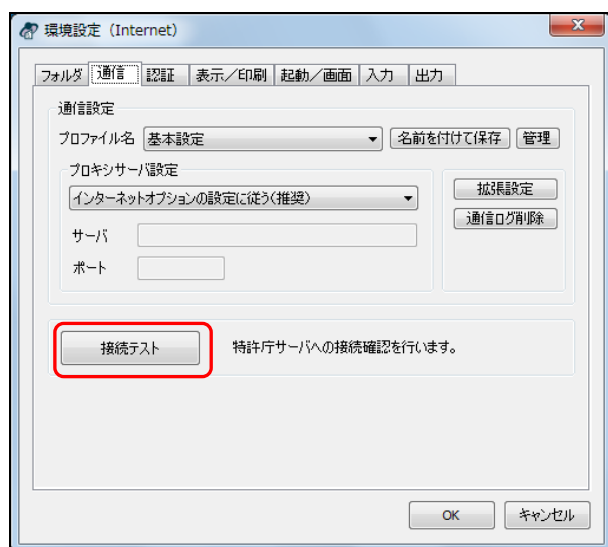 環境設定（Internet）
フォルダ 通信 認証 表示／印刷 起動／画面 入力 出力
通信設定
プロファイル名 基本設定 名前を付けて保存 管理
プロキシサーバ設定
インターネットオプションの設定に従う(推奨)
拡張設定
通信ログ削除
サーバ
ポート
接続テスト 特許庁サーバへの接続確認を行います。
OK キャンセル